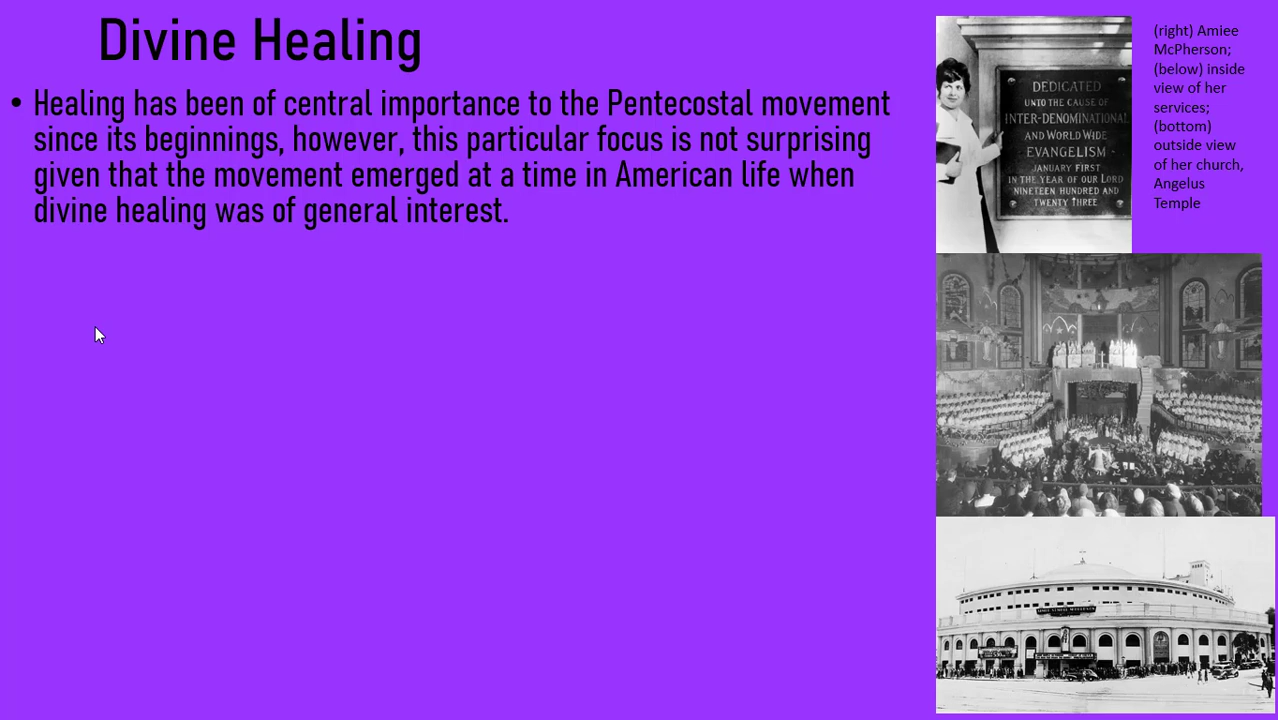 Divine Healing
• Healing has been of central importance to the Pentecostal movement
since its beginnings, however, this particular focus is not surprising
given that the movement emerged at a time in American life when
divine healing was of general interest.
DEDICATED
UNTO THE CAUSE OF
INTER-DENOMINATIONAL
AND WORLD WIDE
EVANGELISM
JANUARY FIRST
IN THE YEAR OF OUR LORD
NINETEEN HUNDRED AND
TWENTY THREE
(right) Amiee
McPherson;
(below) inside
view of her
services;
(bottom)
outside view
of her church,
Angelus
Temple